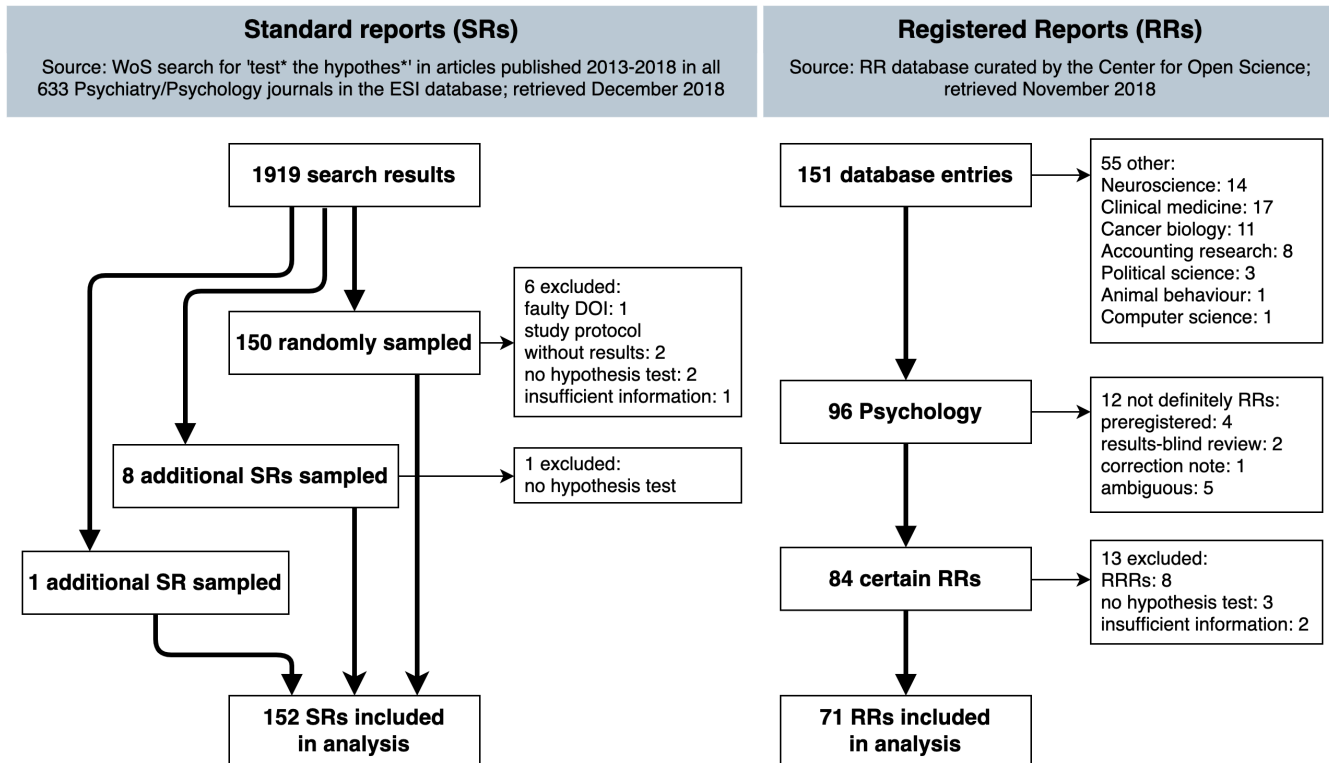 Standard reports (SRs)
Source: WoS search for 'test* the hypothes*' in articles published 2013-2018 in all
633 Psychiatry/Psychology journals in the ESI database; retrieved December 2018
1919 search results
150 randomly sampled
6 excluded:
faulty DOI: 1
study protocol
without results: 2
no hypothesis test: 2
insufficient information: 1
8 additional SRs sampled
1 excluded:
no hypothesis test
1 additional SR sampled
152 SRs included
in analysis
Registered Reports (RRs)
Source: RR database curated by the Center for Open Science;
retrieved November 2018
151 database entries
55 other:
Neuroscience: 14
Clinical medicine: 17
Cancer biology: 11
Accounting research: 8
Political science: 3
Animal behaviour: 1
Computer science: 1
96 Psychology
12 not definitely RRs:
preregistered: 4
results-blind review: 2
correction note: 1
ambiguous: 5
84 certain RRs
13 excluded:
RRRs: 8
no hypothesis test: 3
insufficient information: 2
71 RRs included
in analysis